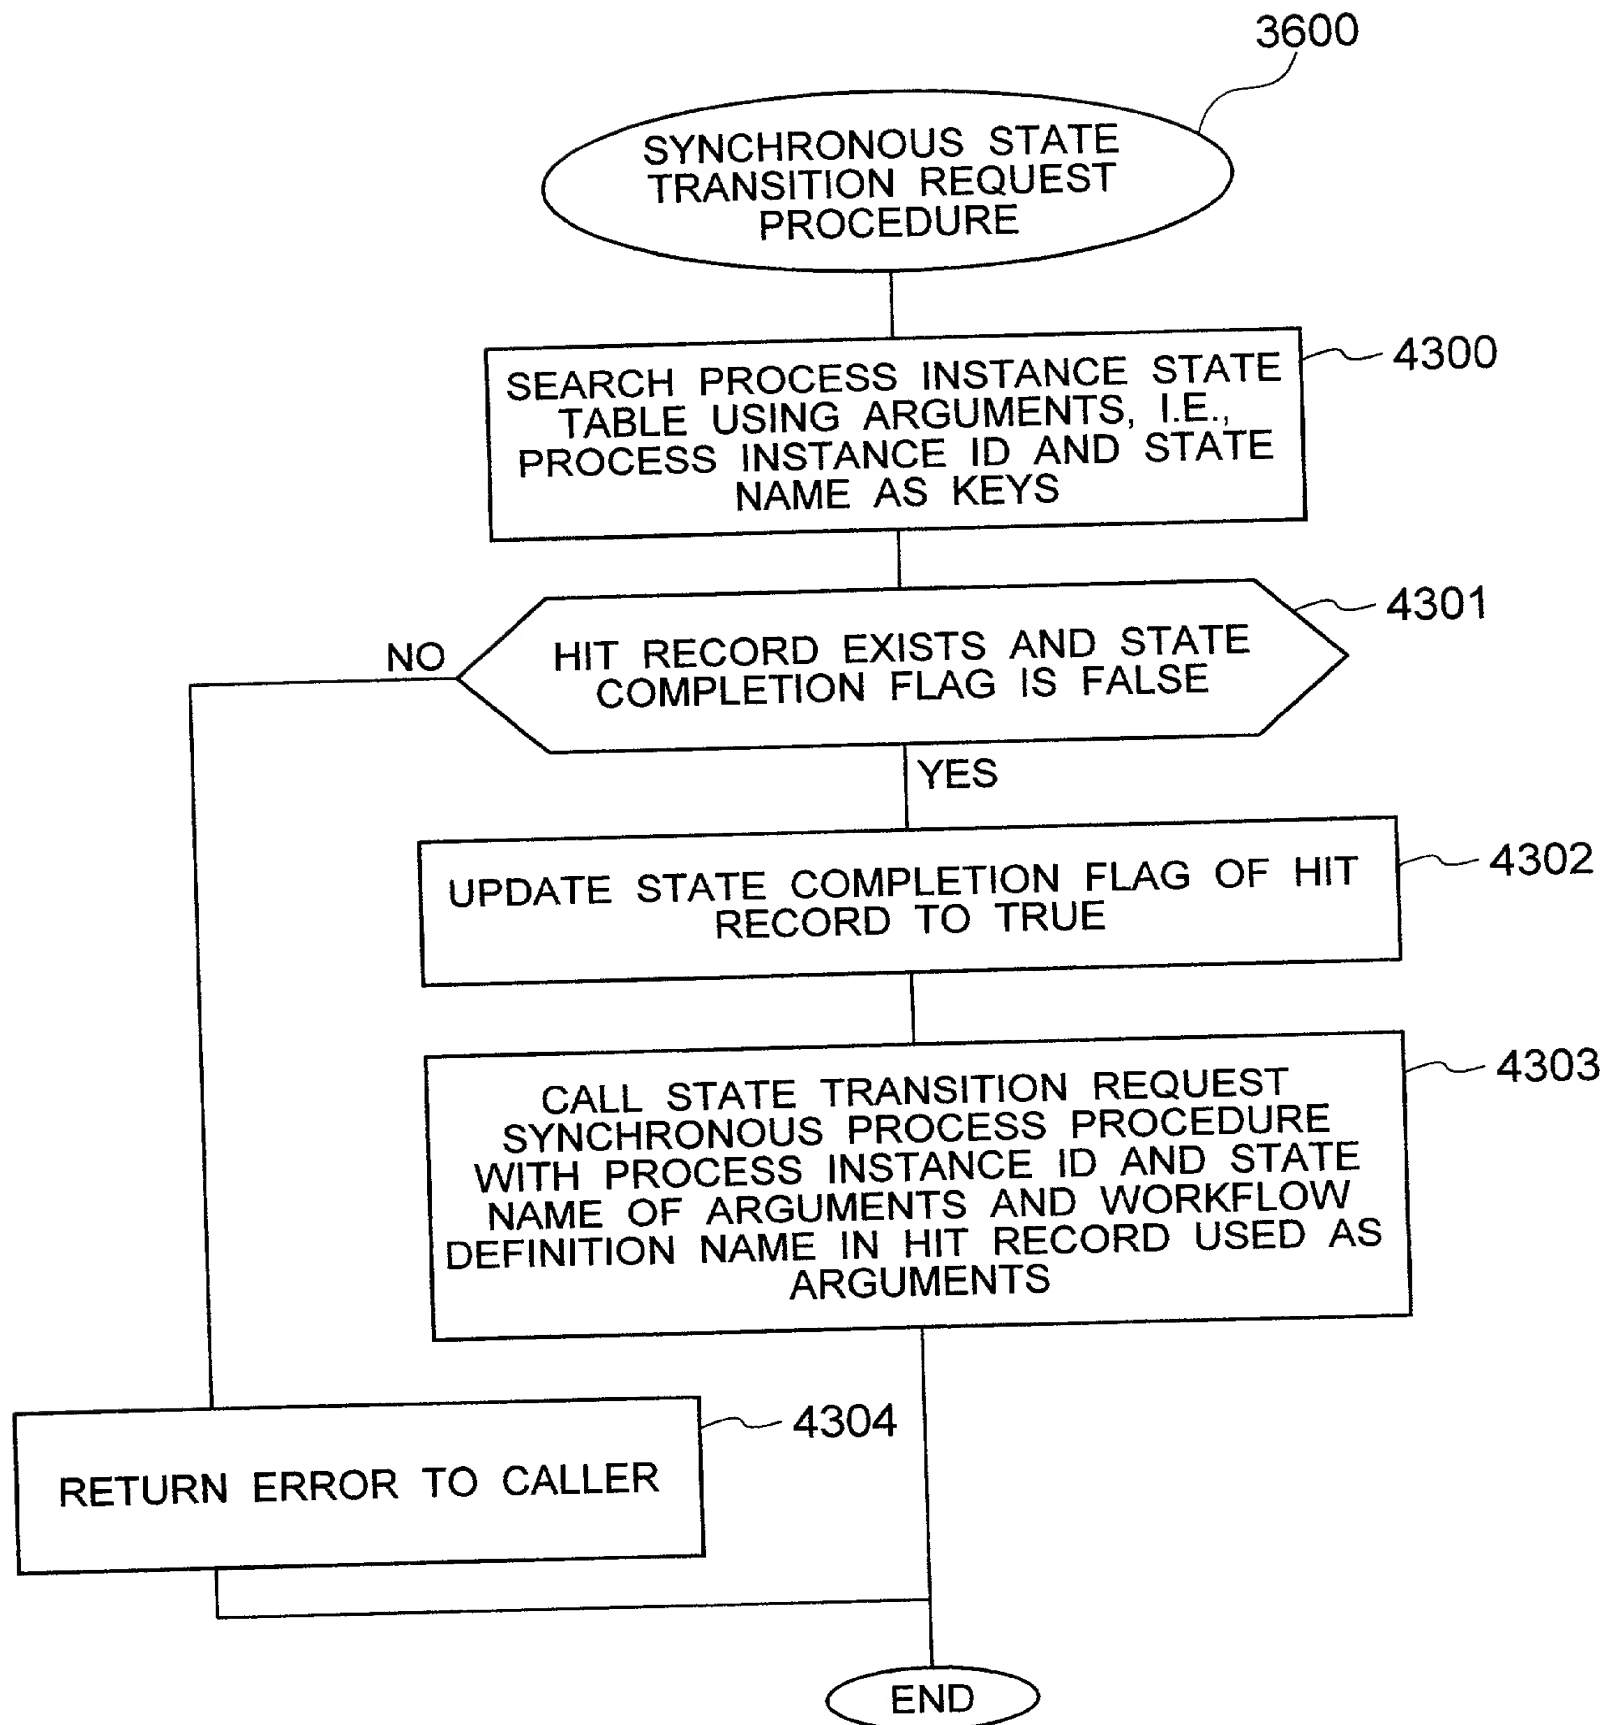 3600
SYNCHRONOUS STATE
TRANSITION REQUEST
PROCEDURE
4300
SEARCH PROCESS INSTANCE STATE
TABLE USING ARGUMENTS, I.E.,
PROCESS INSTANCE ID AND STATE
NAME AS KEYS
4301
NO
HIT RECORD EXISTS AND STATE
COMPLETION FLAG IS FALSE
YES
4302
UPDATE STATE COMPLETION FLAG OF HIT
RECORD TO TRUE
4303
CALL STATE TRANSITION REQUEST
SYNCHRONOUS PROCESS PROCEDURE
WITH PROCESS INSTANCE ID AND STATE
NAME OF ARGUMENTS AND WORKFLOW
DEFINITION NAME IN HIT RECORD USED AS
ARGUMENTS
4304
RETURN ERROR TO CALLER
END